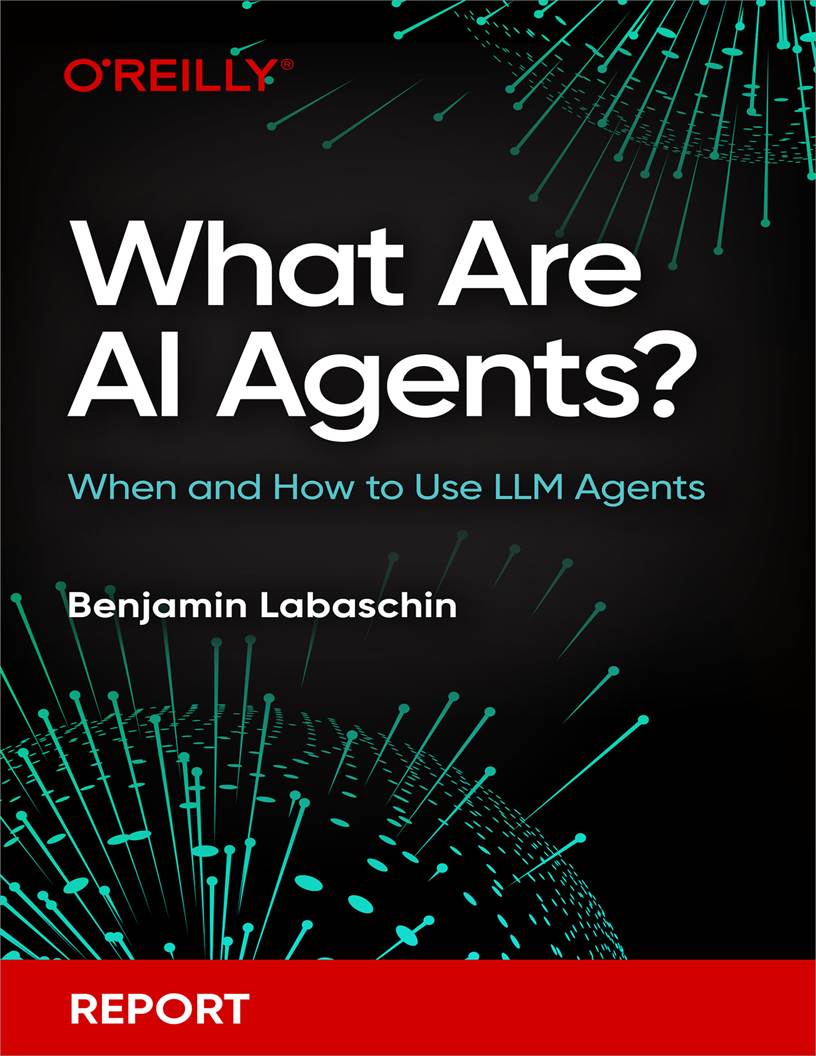 O'REILLY®
What Are
AI Agents?
When and How to Use LLM Agents
Benjamin Labaschin
REPORT